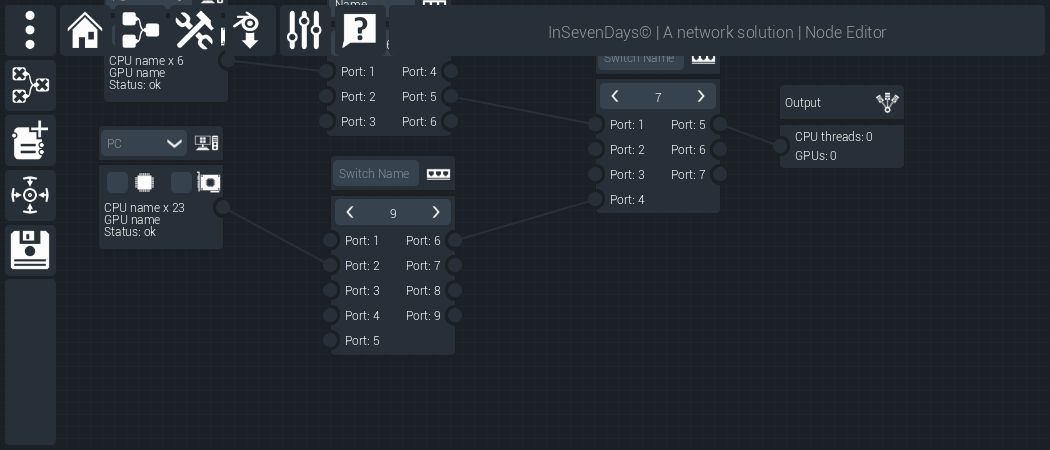 Name
InSevenDays© | A network solution | Node Editor
CPU name x 6
GPU name
Status: ok
Port: 1 Port: 4
Port: 2 Port: 5
Port: 3 Port: 6
Switch Name
7
Port: 1 Port: 5
Port: 2 Port: 6
Port: 3 Port: 7
Port: 4
Output
CPU threads: 0
GPUs: 0
PC
CPU name x 23
GPU name
Status: ok
Switch Name
9
Port: 1 Port: 6
Port: 2 Port: 7
Port: 3 Port: 8
Port: 4 Port: 9
Port: 5